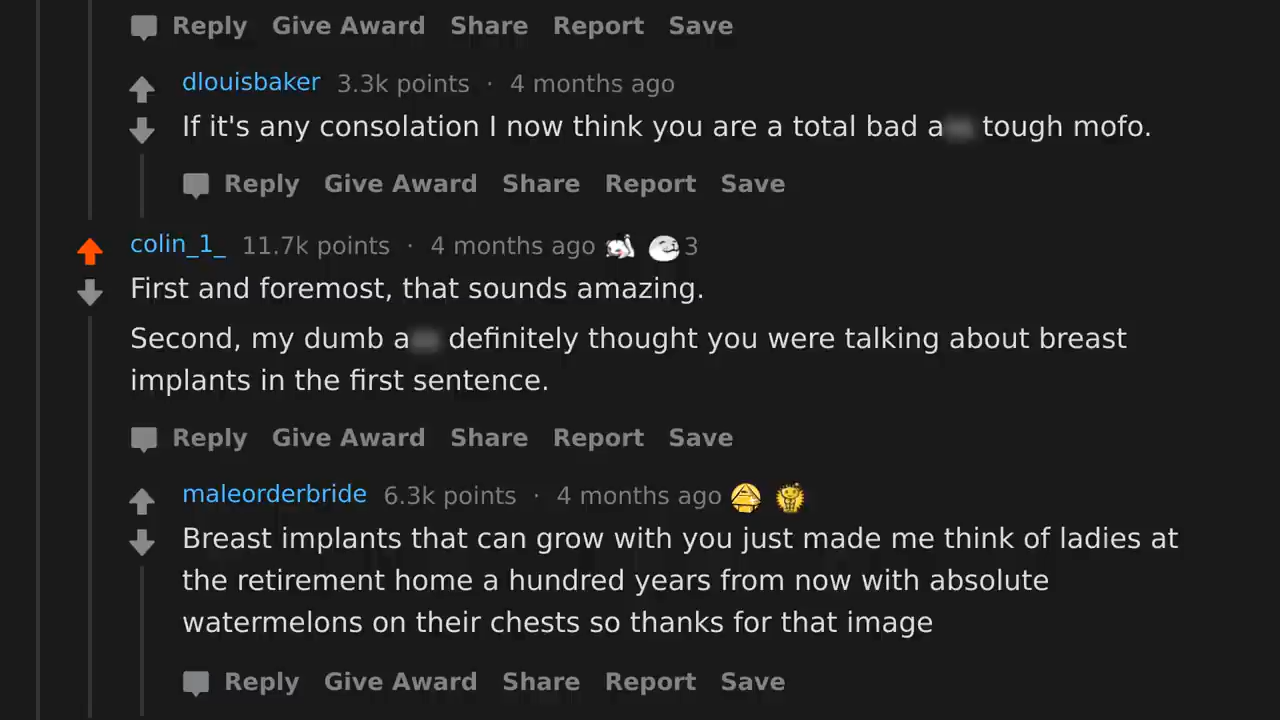 Reply Give Award Share Report Save
dlouisbaker 3.3k points · 4 months ago
If it's any consolation I now think you are a total bad a tough mofo.
Reply Give Award Share Report Save
colin_1_ 11.7k points · 4 months ago 3
First and foremost, that sounds amazing.
Second, my dumb a definitely thought you were talking about breast
implants in the first sentence.
Reply Give Award Share Report Save
maleorderbride 6.3k points · 4 months ago
Breast implants that can grow with you just made me think of ladies at
the retirement home a hundred years from now with absolute
watermelons on their chests so thanks for that image
Reply Give Award Share Report Save